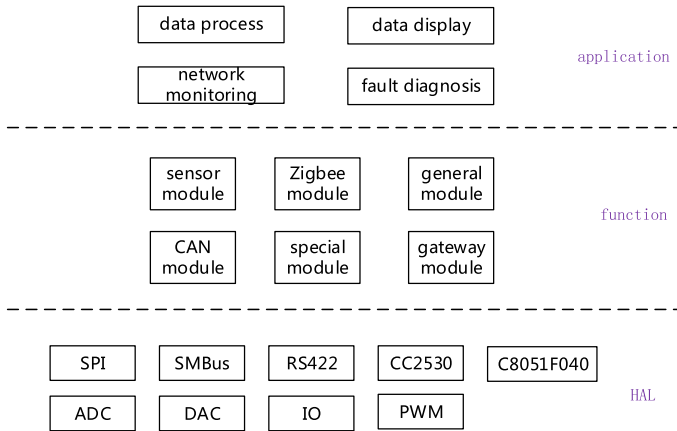 data process
data display
application
network
monitoring
fault diagnosis
sensor
module
Zigbee
module
general
module
function
CAN
module
special
module
gateway
module
SPI
SMBus
RS422
CC2530
C8051F040
HAL
ADC
DAC
IO
PWM